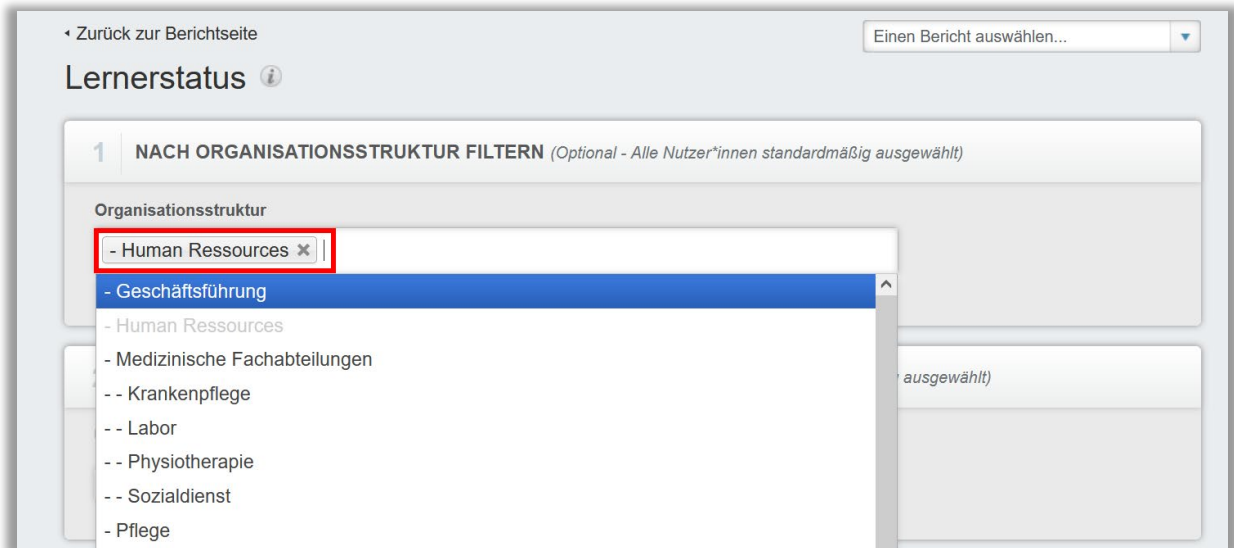 Zurück zur Berichtseite
Einen Bericht auswählen...
Lernerstatus
1 NACH ORGANISATIONSSTRUKTUR FILTERN (Optional - Alle Nutzer*innen standardmäßig ausgewählt)
Organisationsstruktur
- Human Ressources
- Geschäftsführung
- Human Ressources
- Medizinische Fachabteilungen
ausgewählt)
- - Krankenpflege
- - Labor
- - Physiotherapie
- - Sozialdienst
- Pflege